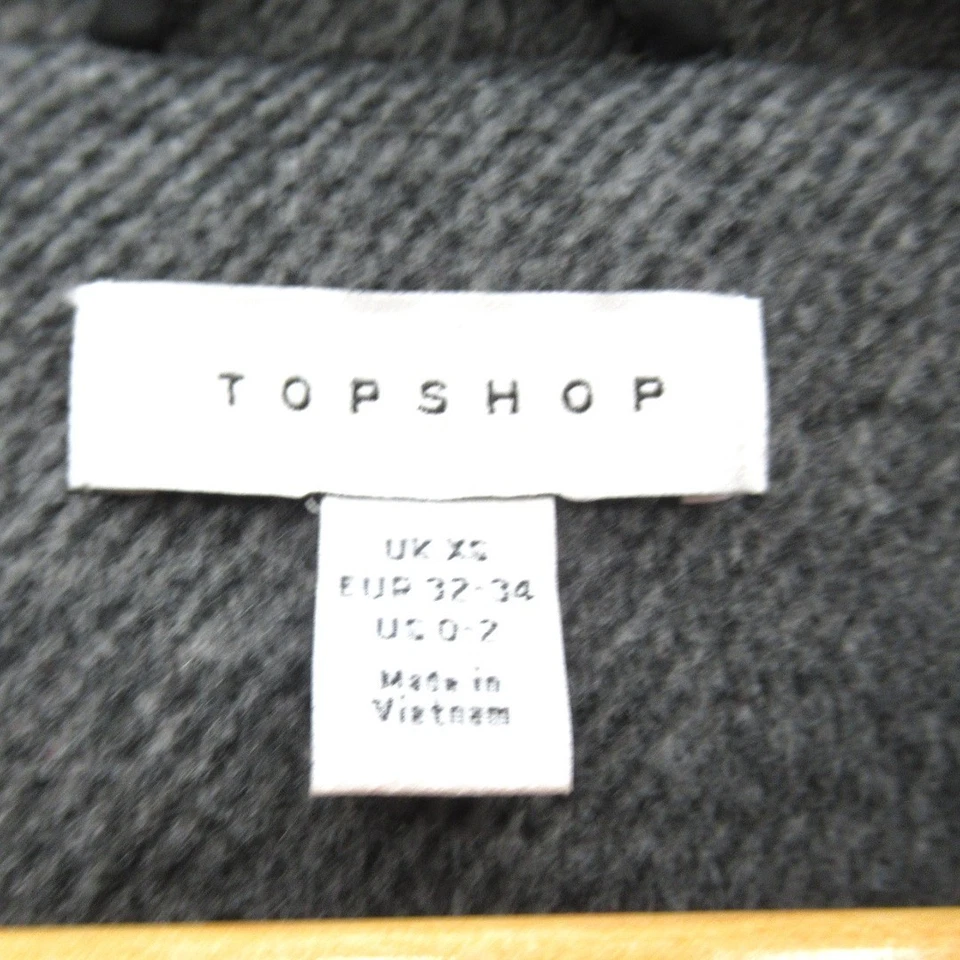 TOPSHOP
UK XS
EUR 32-34
US 0-2
Made in
Vietnam